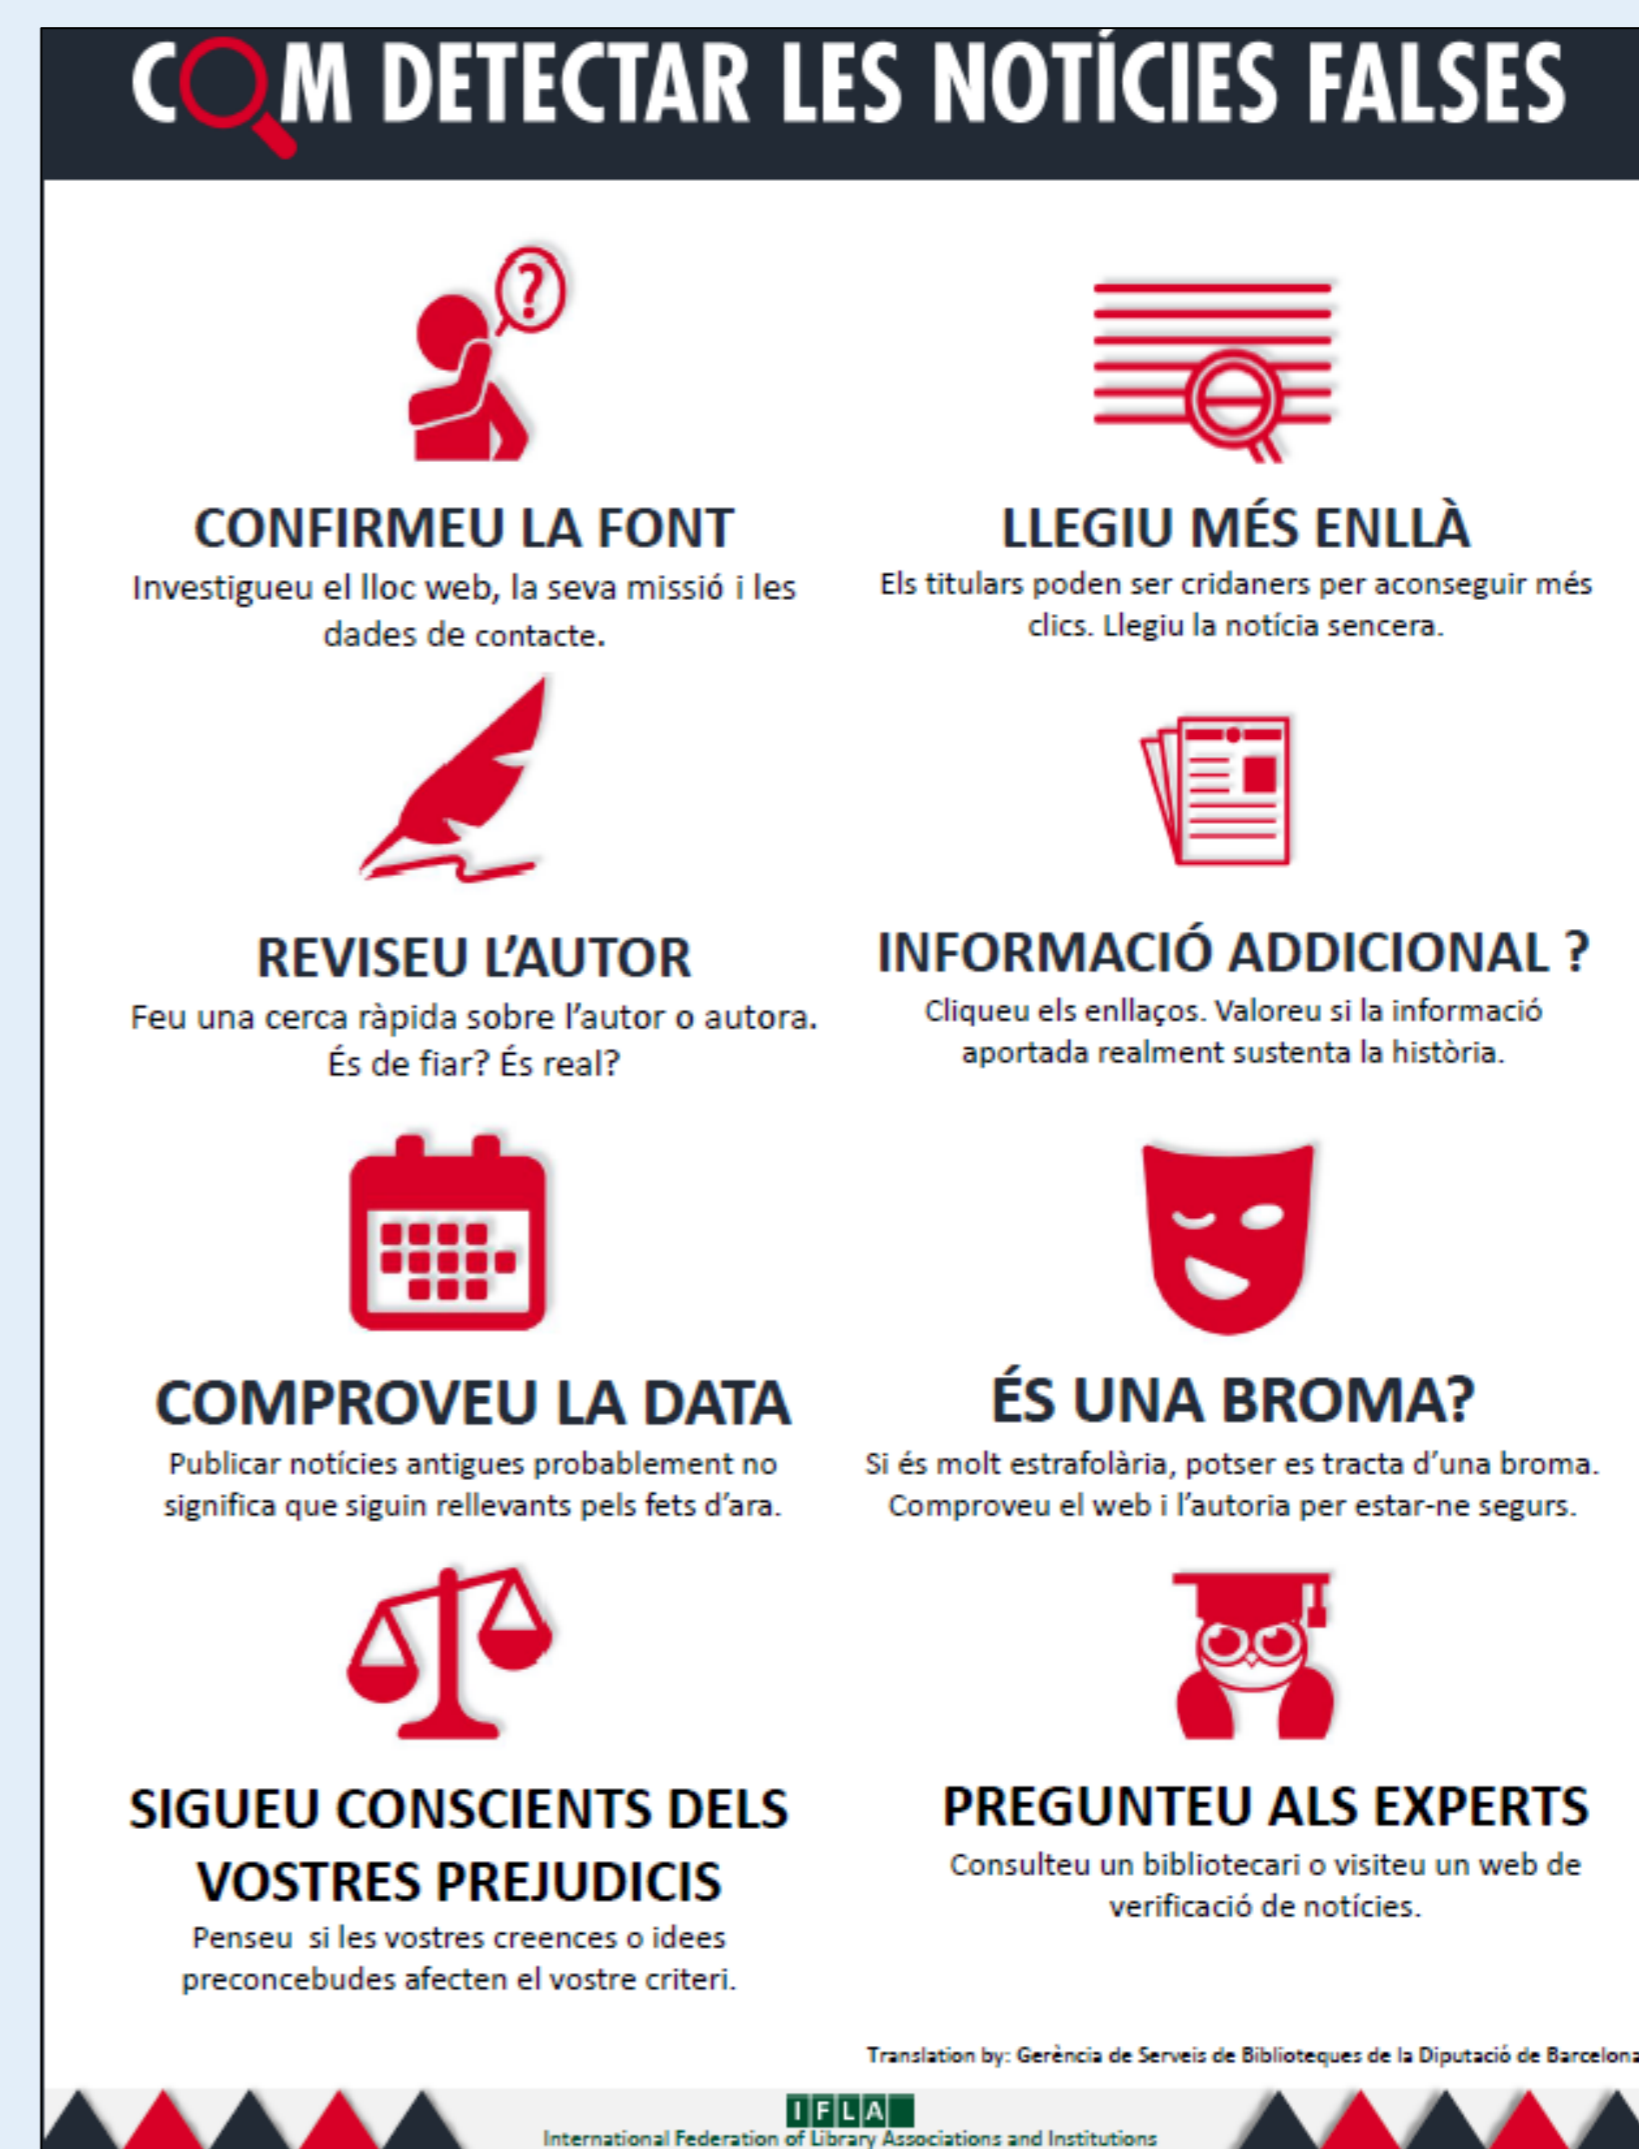 COM DETECTAR LES NOTÍCIES FALSES
CONFIRMEU LA FONT
Investigueu el lloc web, la seva missió i les
dades de contacte.
LLEGIU MÉS ENLLÀ
Els titulars poden ser cridaners per aconseguir més
clics. Llegiu la notícia sencera.
REVISEU L’AUTOR
Feu una cerca ràpida sobre l’autor o autora.
És de fiar? És real?
INFORMACIÓ ADDICIONAL ?
Cliqueu els enllaços. Valoreu si la informació
aportada realment sustenta la història.
COMPROVEU LA DATA
Publicar notícies antigues probablement no
significa que siguin rellevants pels fets d’ara.
ÉS UNA BROMA?
Si és molt estrafolària, potser es tracta d’una broma.
Comproveu el web i l’autoria per estar-ne segurs.
SIGUEU CONSCIENTS DELS
VOSTRES PREJUDICIS
Penseu si les vostres creences o idees
preconcebudes afecten el vostre criteri.
PREGUNTEU ALS EXPERTS
Consulteu un bibliotecari o visiteu un web de
verificació de notícies.
Translation by: Gerència de Serveis de Biblioteques de la Diputació de Barcelona
IFLA
International Federation of Library Associations and Institutions